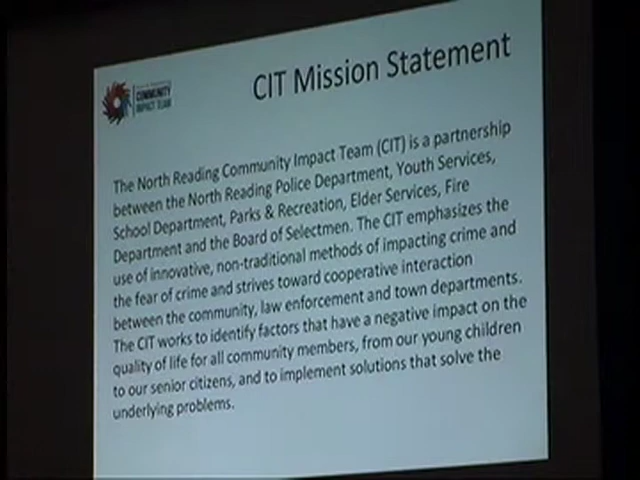 COMMUNITY
IMPACT TEAM
CIT Mission Statement
The North Reading Community Impact Team (CIT) is a partnership
between the North Reading Police Department, Youth Services,
School Department, Parks & Recreation, Elder Services, Fire
Department and the Board of Selectmen. The CIT emphasizes the
use of innovative, non-traditional methods of impacting crime and
the fear of crime and strives toward cooperative interaction
between the community, law enforcement and town departments.
The CIT works to identify factors that have a negative impact on the
quality of life for all community members, from our young children
to our senior citizens, and to implement solutions that solve the
underlying problems.